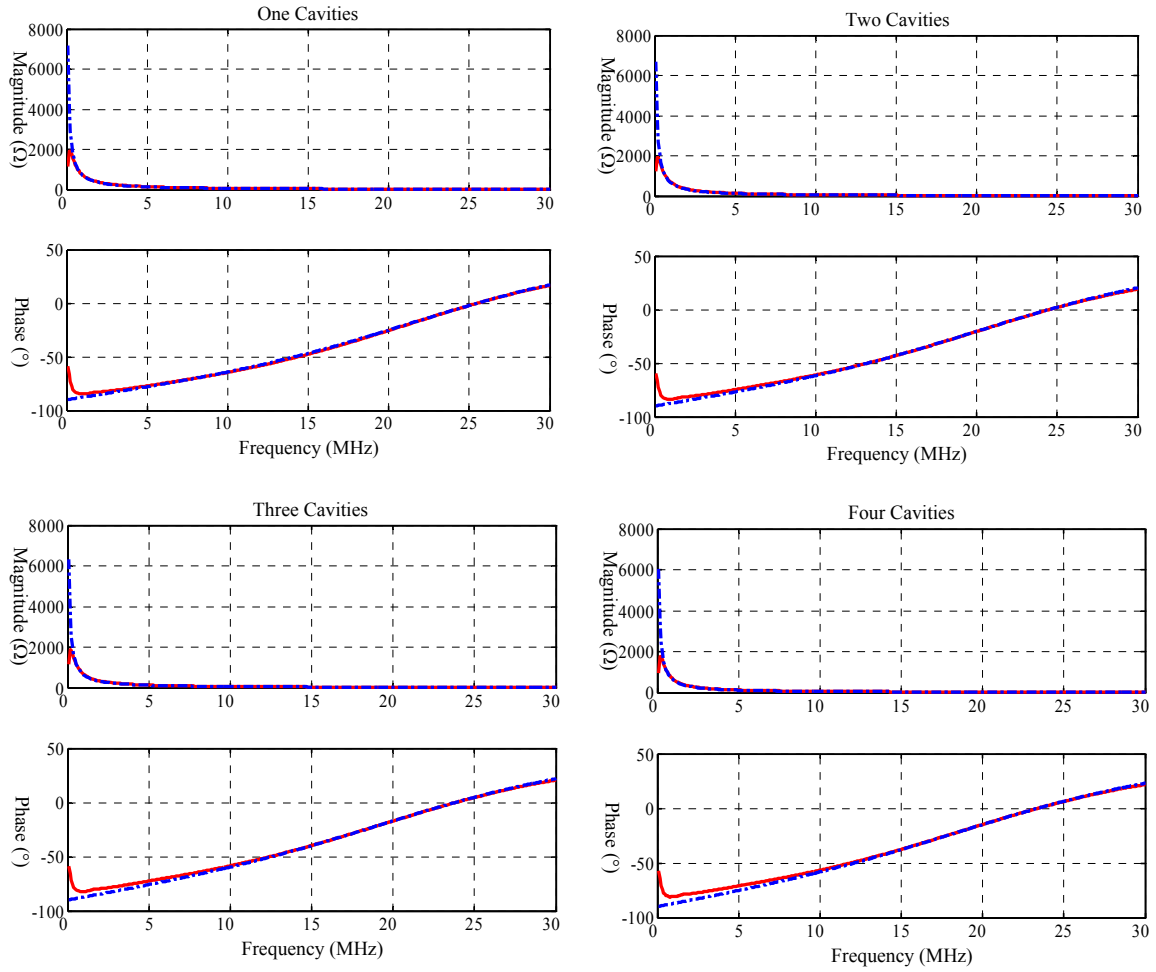 One Cavities
Magnitude (Ω)
8000
6000
4000
2000
0
0 5 10 15 20 25 30
Phase (°)
50
0
-50
-100
0 5 10 15 20 25 30
Frequency (MHz)
Two Cavities
Magnitude (Ω)
8000
6000
4000
2000
0
0 5 10 15 20 25 30
Phase (°)
50
0
-50
-100
0 5 10 15 20 25 30
Frequency (MHz)
Three Cavities
Magnitude (Ω)
8000
6000
4000
2000
0
0 5 10 15 20 25 30
Phase (°)
50
0
-50
-100
0 5 10 15 20 25 30
Frequency (MHz)
Four Cavities
Magnitude (Ω)
8000
6000
4000
2000
0
0 5 10 15 20 25 30
Phase (°)
50
0
-50
-100
0 5 10 15 20 25 30
Frequency (MHz)